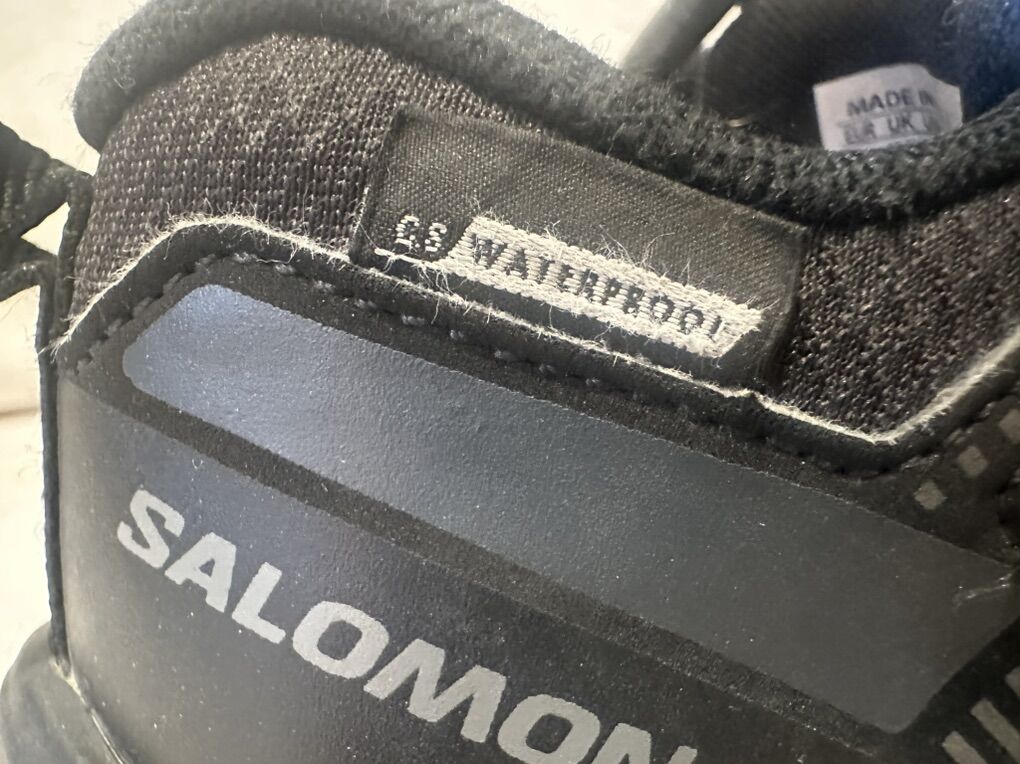 MADE IN
EUR UK
CS WATERPROOF
SALOMON